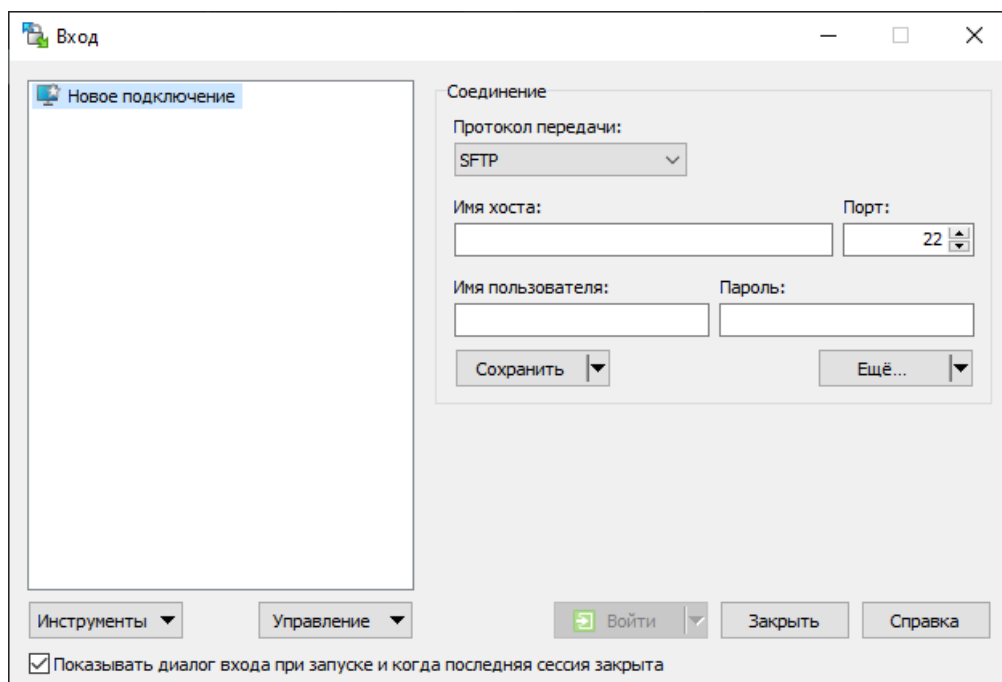 Вход
Новое подключение
Соединение
Протокол передачи:
SFTP
Имя хоста: Порт:
22
Имя пользователя: Пароль:
Сохранить Ещё...
Инструменты Управление Войти Закрыть Справка
Показывать диалог входа при запуске и когда последняя сессия закрыта